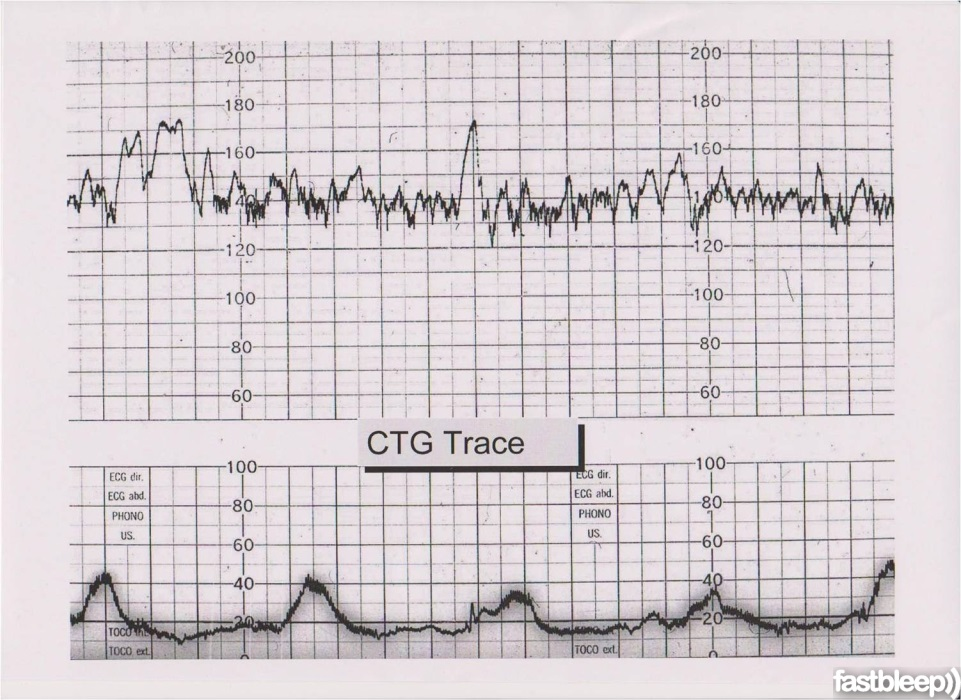 200 200
180 180
160 160
140 140
120 120
100 100
80 80
60 60
CTG Trace
100 100
ECG dir. ECG dir.
ECG abd. ECG abd.
80 80
PHONO PHONO
US. US.
60 60
40 40
20 20
TOCO int.
TOCO ext. TOCO ext.
0 0
fastbleep))